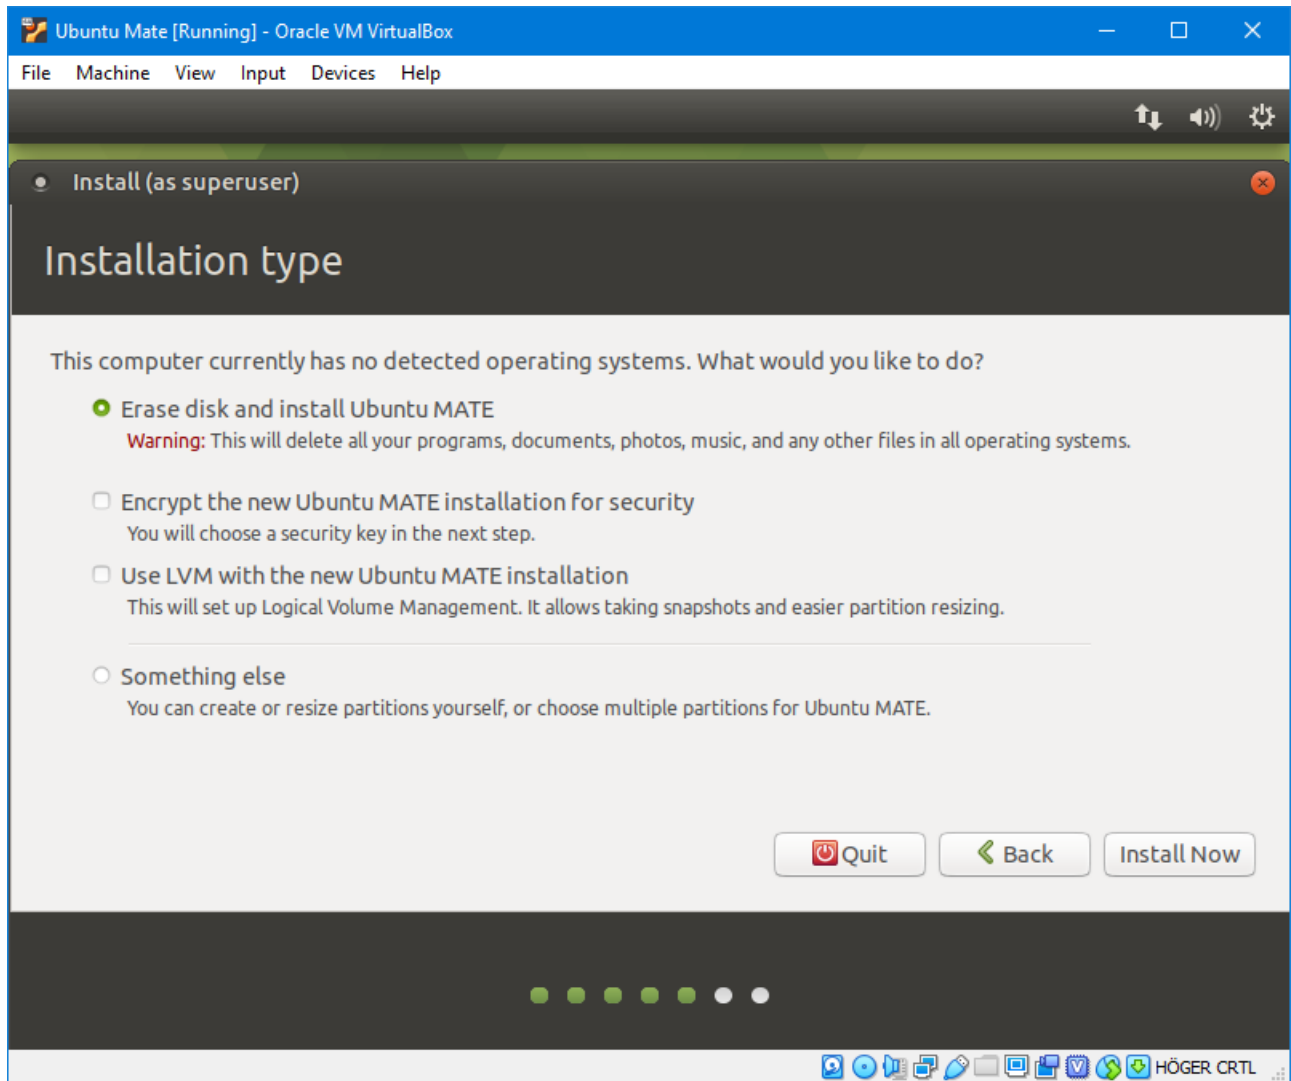 Ubuntu Mate [Running] - Oracle VM VirtualBox
File Machine View Input Devices Help
Install (as superuser)
Installation type
This computer currently has no detected operating systems. What would you like to do?
Erase disk and install Ubuntu MATE
Warning: This will delete all your programs, documents, photos, music, and any other files in all operating systems.
Encrypt the new Ubuntu MATE installation for security
You will choose a security key in the next step.
Use LVM with the new Ubuntu MATE installation
This will set up Logical Volume Management. It allows taking snapshots and easier partition resizing.
Something else
You can create or resize partitions yourself, or choose multiple partitions for Ubuntu MATE.
Quit Back Install Now
HÖGER CRTL